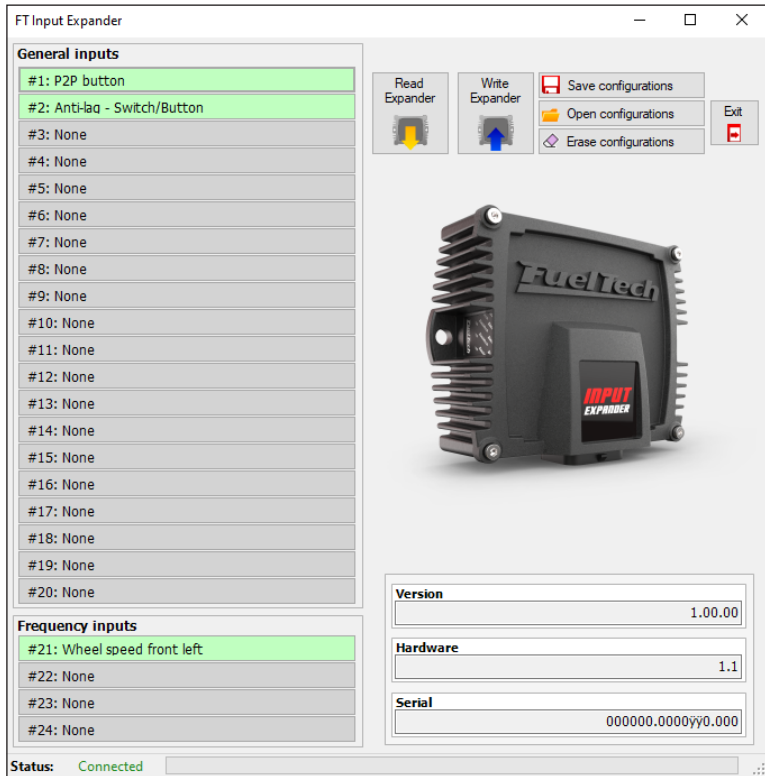 FT Input Expander
General inputs
#1: P2P button
#2: Anti-lag - Switch/Button
#3: None
#4: None
#5: None
#6: None
#7: None
#8: None
#9: None
#10: None
#11: None
#12: None
#13: None
#14: None
#15: None
#16: None
#17: None
#18: None
#19: None
#20: None
Frequency inputs
#21: Wheel speed front left
#22: None
#23: None
#24: None
Read
Expander
Write
Expander
Save configurations
Open configurations
Erase configurations
Exit
FuelTech
INPUT
EXPANDER
Version
1.00.00
Hardware
1.1
Serial
000000.0000ÿÿ0.000
Status: Connected